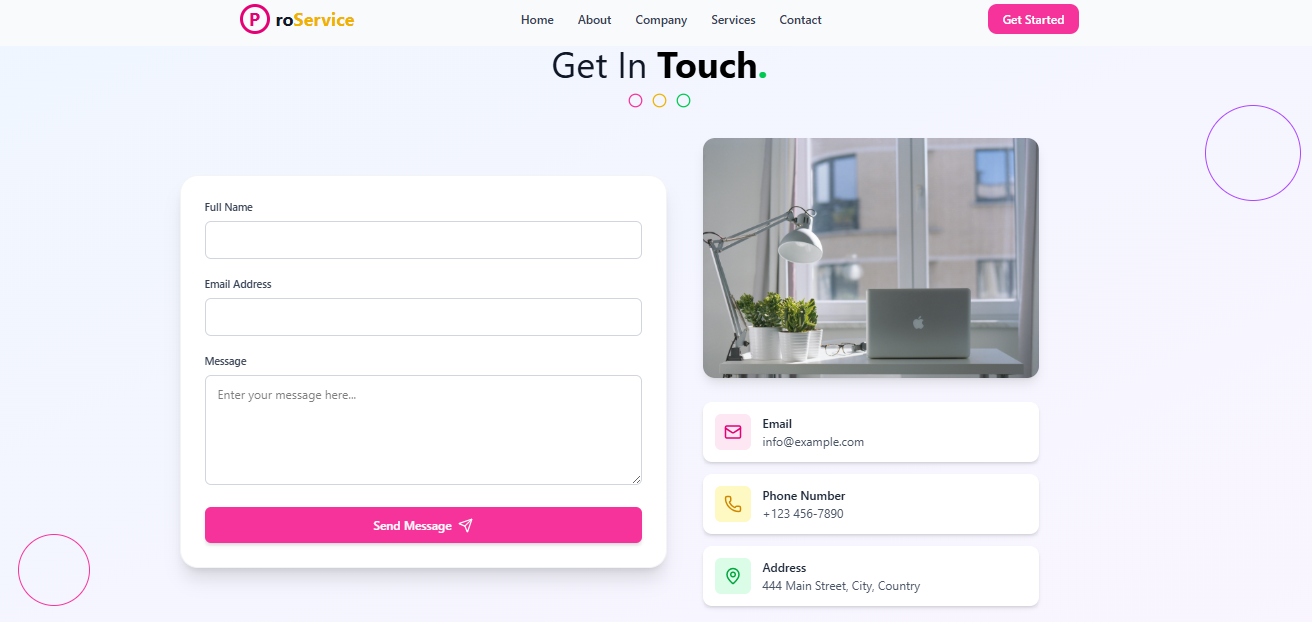 P roService
Home About Company Services Contact
Get Started
Get In Touch.
Full Name
Email Address
Message
Enter your message here...
Send Message
Email
info@example.com
Phone Number
+123 456-7890
Address
444 Main Street, City, Country